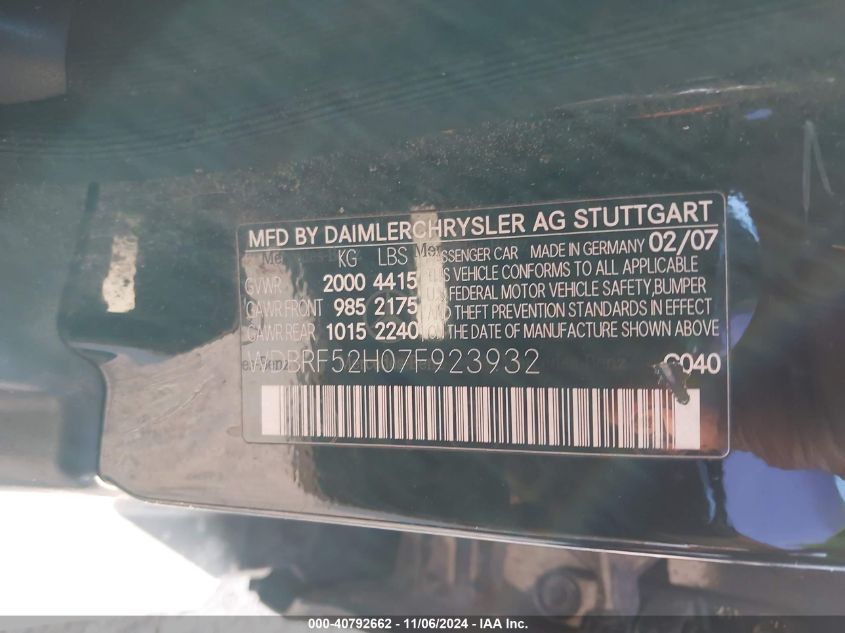 MFD BY DAIMLERCHRYSLER AG STUTTGART
KG LBS PASSENGER CAR MADE IN GERMANY 02/07
GVWR 2000 4415 THIS VEHICLE CONFORMS TO ALL APPLICABLE
GAWR FRONT 985 2175 FEDERAL MOTOR VEHICLE SAFETY, BUMPER
GAWR REAR 1015 2240 AND THEFT PREVENTION STANDARDS IN EFFECT
ON THE DATE OF MANUFACTURE SHOWN ABOVE
WDBRF52H07F923932 C040
000-40792662 - 11/06/2024 - IAA Inc.